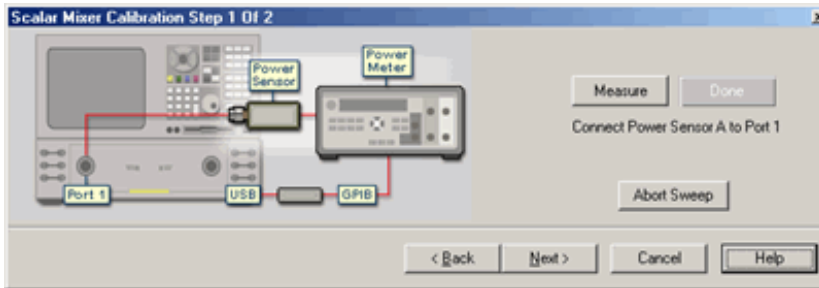 Scalar Mixer Calibration Step 1 Of 2
Power
Sensor
Power
Meter
Port 1
USB
GPIB
Measure
Done
Connect Power Sensor A to Port 1
Abort Sweep
< Back
Next >
Cancel
Help